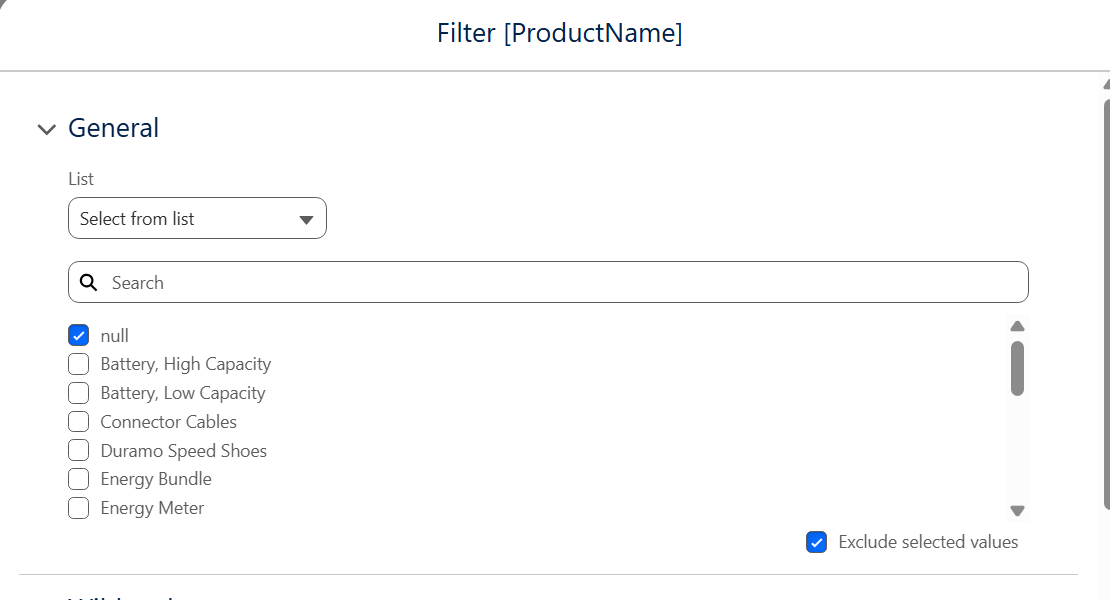 Filter [ProductName]
General
List
Select from list
Search
null
Battery, High Capacity
Battery, Low Capacity
Connector Cables
Duramo Speed Shoes
Energy Bundle
Energy Meter
Exclude selected values